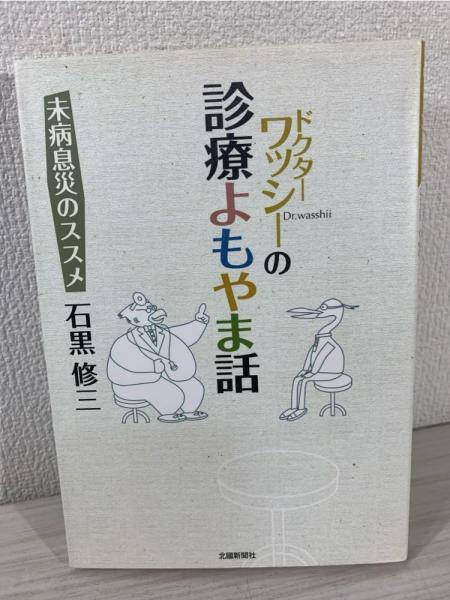 ドクター
ワッシーの
Dr.wasshii
診療よもやま話
未病息災のススメ
石黒 修三
北國新聞社